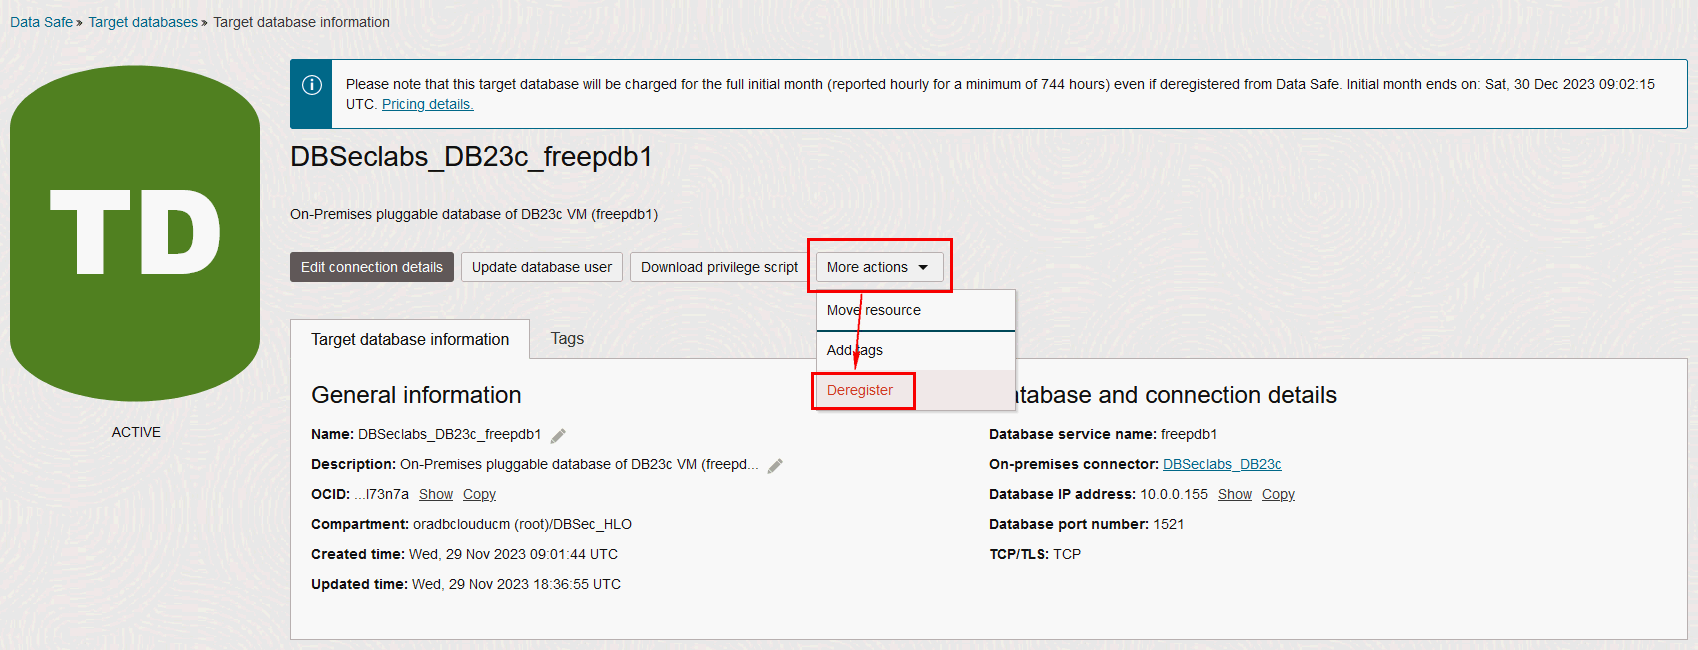 Data Safe » Target databases » Target database information
Please note that this target database will be charged for the full initial month (reported hourly for a minimum of 744 hours) even if deregistered from Data Safe. Initial month ends on: Sat, 30 Dec 2023 09:02:15
UTC. Pricing details.
TD
ACTIVE
DBSeclabs_DB23c_freepdb1
On-Premises pluggable database of DB23c VM (freepdb1)
Edit connection details Update database user Download privilege script More actions
Move resource
Add tags
Deregister
Target database information Tags
General information
Name: DBSeclabs_DB23c_freepdb1
Description: On-Premises pluggable database of DB23c VM (freepd...
OCID: ...l73n7a Show Copy
Compartment: oradbclouducm (root)/DBSec_HLO
Created time: Wed, 29 Nov 2023 09:01:44 UTC
Updated time: Wed, 29 Nov 2023 18:36:55 UTC
atabase and connection details
Database service name: freepdb1
On-premises connector: DBSeclabs_DB23c
Database IP address: 10.0.0.155 Show Copy
Database port number: 1521
TCP/TLS: TCP